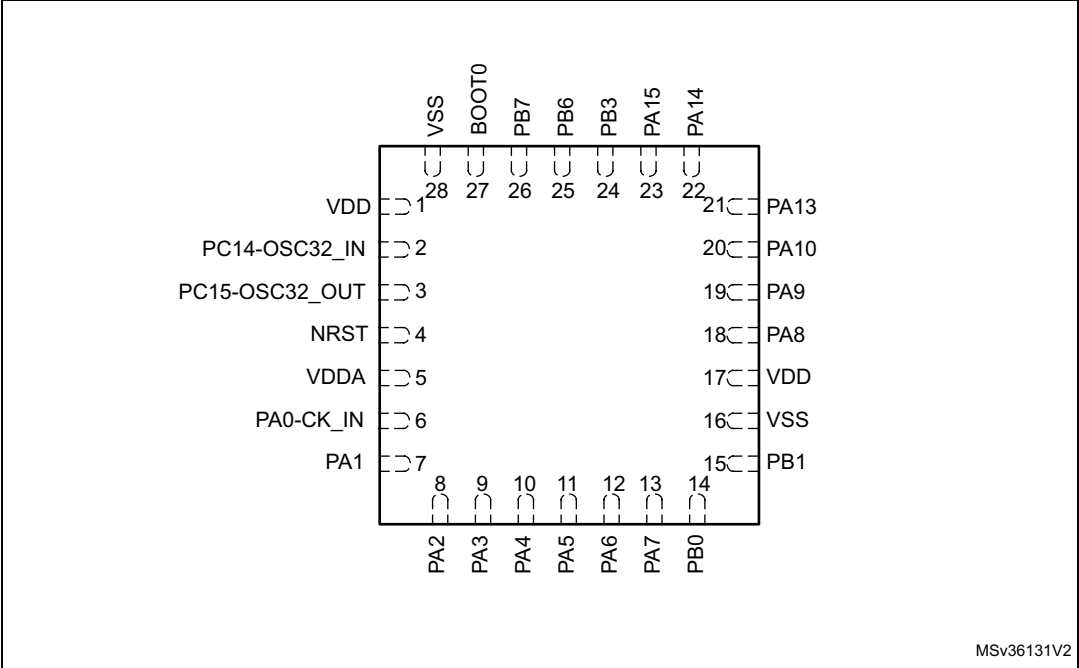 VSS
BOOT0
PB7
PB6
PB3
PA15
PA14
28 27 26 25 24 23 22
VDD 1
21 PA13
PC14-OSC32_IN 2
20 PA10
PC15-OSC32_OUT 3
19 PA9
NRST 4
18 PA8
VDDA 5
17 VDD
PA0-CK_IN 6
16 VSS
PA1 7
15 PB1
8 9 10 11 12 13 14
PA2
PA3
PA4
PA5
PA6
PA7
PB0
MSv36131V2